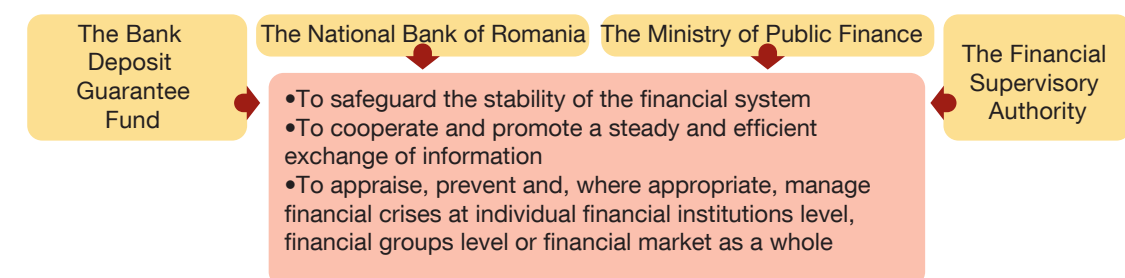 The Bank
Deposit
Guarantee
Fund
The National Bank of Romania
The Ministry of Public Finance
The Financial
Supervisory
Authority
•To safeguard the stability of the financial system
•To cooperate and promote a steady and efficient
exchange of information
•To appraise, prevent and, where appropriate, manage
financial crises at individual financial institutions level,
financial groups level or financial market as a whole